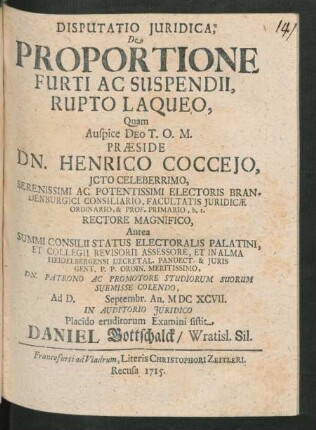 14)
DISPUTATIO JURIDICA,
De
PROPORTIONE
FURTI AC SUSPENDII,
RUPTO LAQUEO,
Quam
Auspice DEO T. O. M.
PRÆSIDE
DN. HENRICO COCCEJO,
JCTO CELEBERRIMO,
SERENISSIMI AC POTENTISSIMI ELECTORIS BRAN-
DENBURGICI CONSILIARIO, FACULTATIS JURIDICÆ
ORDINARIO, & PROF. PRIMARIO, h. t.
RECTORE MAGNIFICO,
Antea
SUMMI CONSILII STATUS ELECTORALIS PALATINI,
ET COLLEGII REVISORII ASSESSORE, ET IN ALMA
HEIDELBERGENSI DECRETAL. PANDECT. & JURIS
GENT. P. P. ORDIN. MERITISSIMO,
DN. PATRONO AC PROMOTORE STUDIORUM SUORUM
SUBMISSE COLENDO,
Ad D. Septembr. An. M DC XCVII.
IN AUDITORIO JURIDICO
Placido eruditorum Examini sistit
DANIEL Gottschalck/ Wratisl. Sil.
Francofurti ad Viadrum, Literis CHRISTOPHORI ZEITLERI.
Recusa 1715.